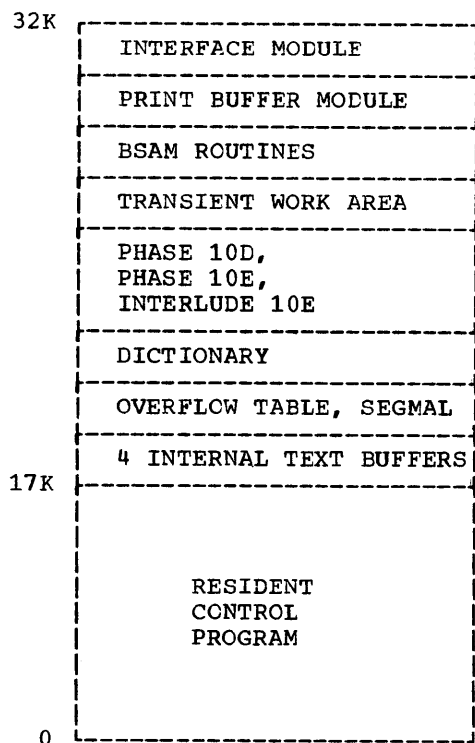 32K
INTERFACE MODULE
PRINT BUFFER MODULE
BSAM ROUTINES
TRANSIENT WORK AREA
PHASE 10D,
PHASE 10E,
INTERLUDE 10E
DICTIONARY
OVERFLOW TABLE, SEGMAL
4 INTERNAL TEXT BUFFERS
17K
RESIDENT
CONTROL
PROGRAM
0